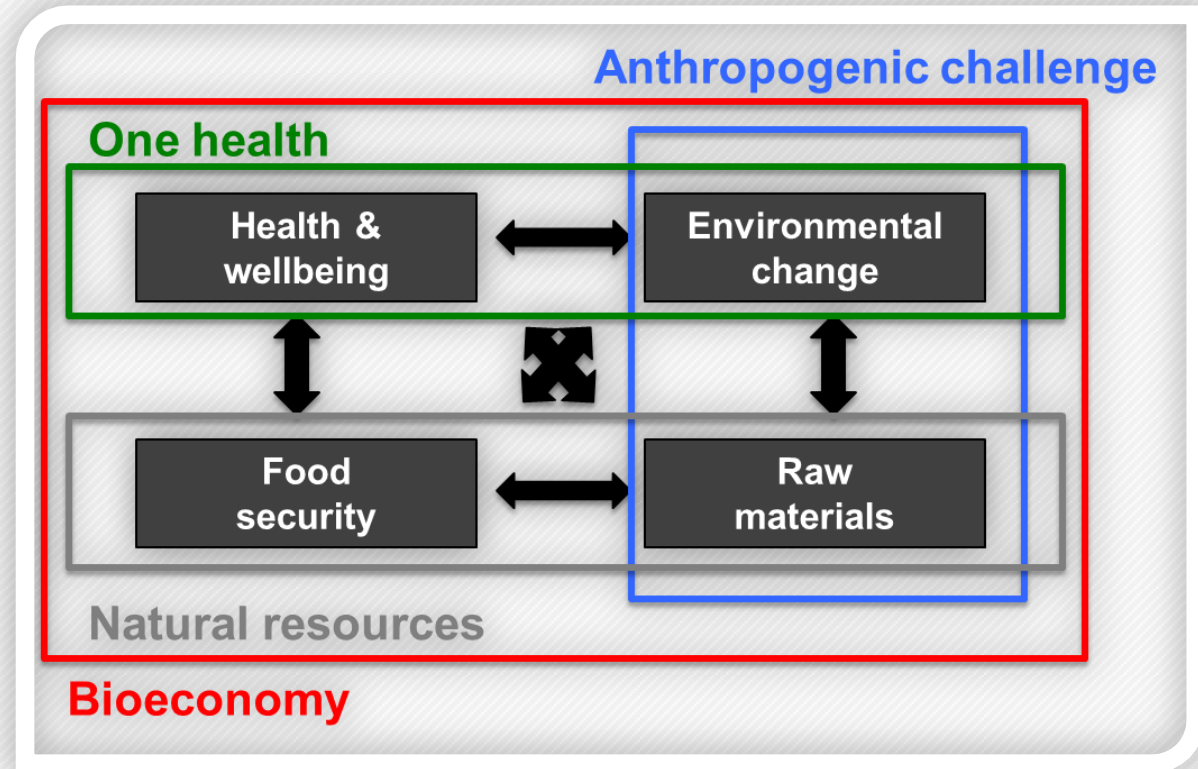 Anthropogenic challenge
One health
Health &
wellbeing
Environmental
change
Food
security
Raw
materials
Natural resources
Bioeconomy